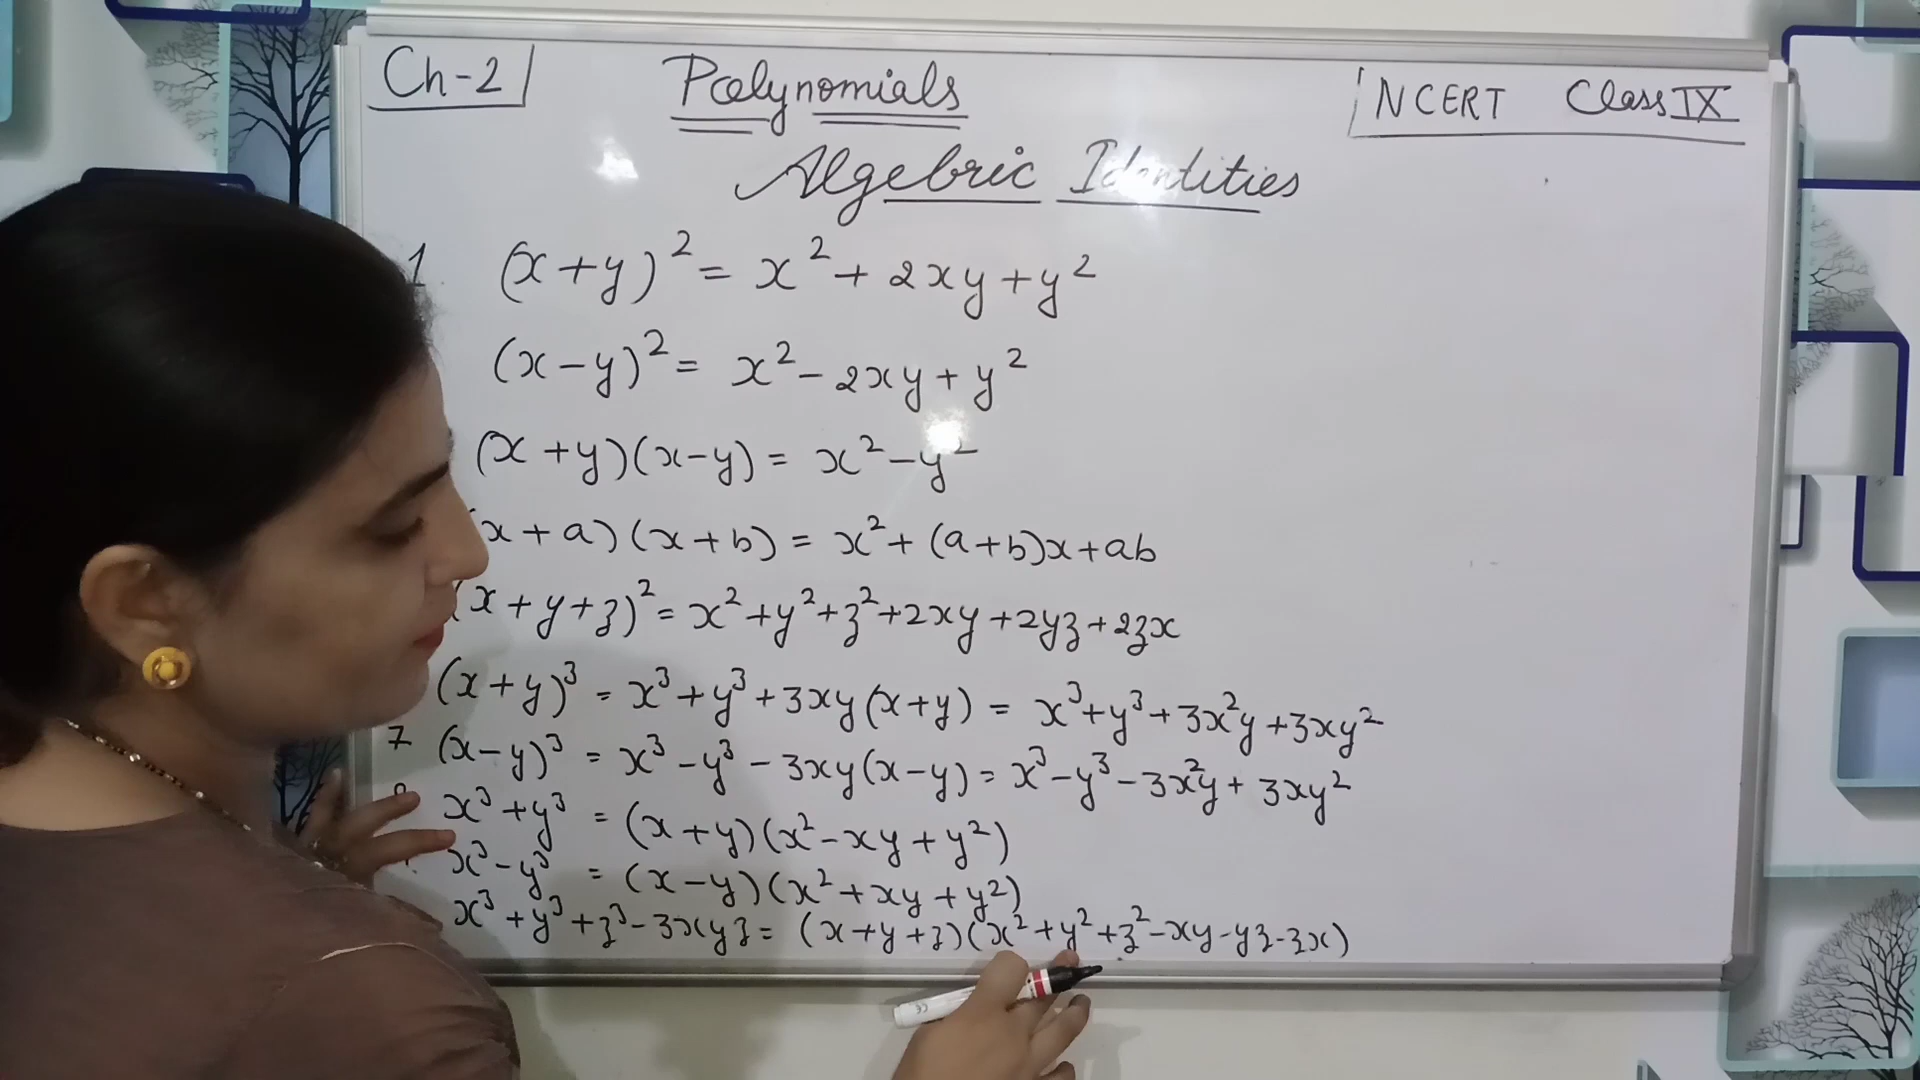 Ch-2 Polynomials NCERT Class IX
Algebric Identities
1 (x+y)² = x² + 2xy + y²
(x-y)² = x² - 2xy + y²
(x+y)(x-y) = x² - y²
(x+a)(x+b) = x² + (a+b)x + ab
(x+y+z)² = x² + y² + z² + 2xy + 2yz + 2zx
(x+y)³ = x³ + y³ + 3xy(x+y) = x³ + y³ + 3x²y + 3xy²
7 (x-y)³ = x³ - y³ - 3xy(x-y) = x³ - y³ - 3x²y + 3xy²
x³ + y³ = (x+y)(x² - xy + y²)
x³ - y³ = (x-y)(x² + xy + y²)
x³ + y³ + z³ - 3xyz = (x+y+z)(x² + y² + z² - xy - yz - zx)